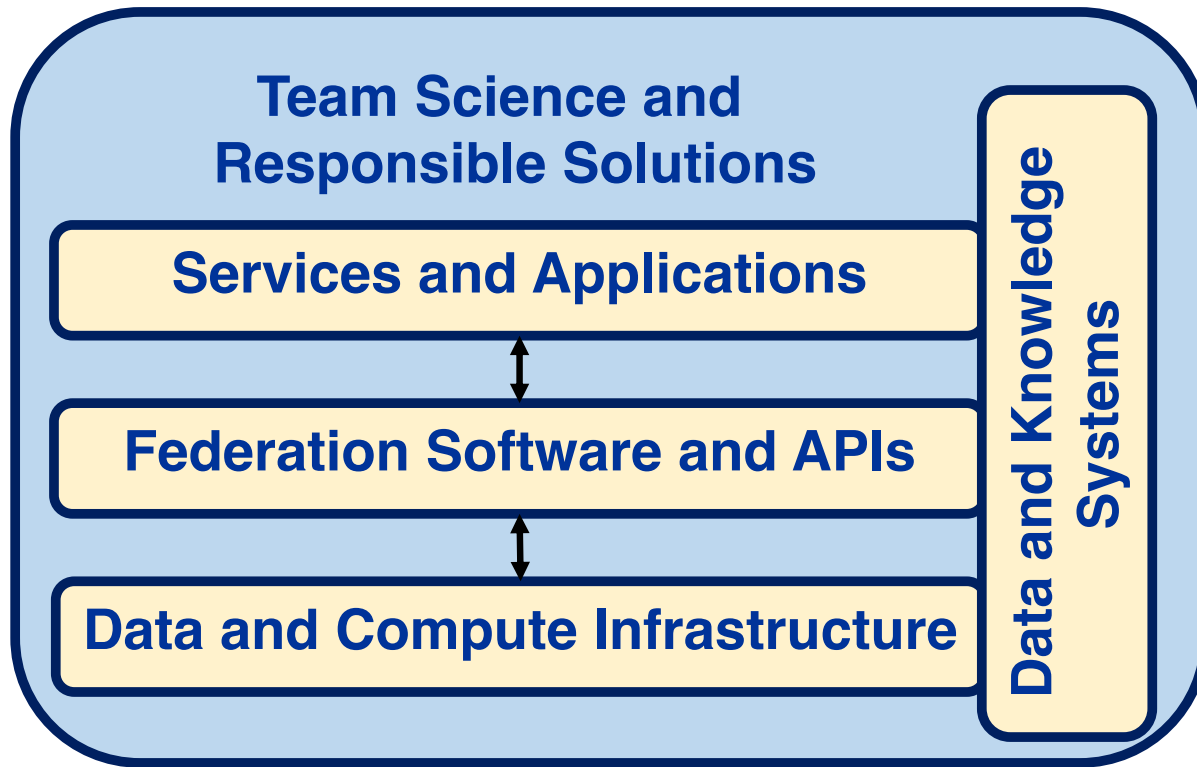 Team Science and
Responsible Solutions
Services and Applications
Federation Software and APIs
Data and Compute Infrastructure
Data and Knowledge
Systems